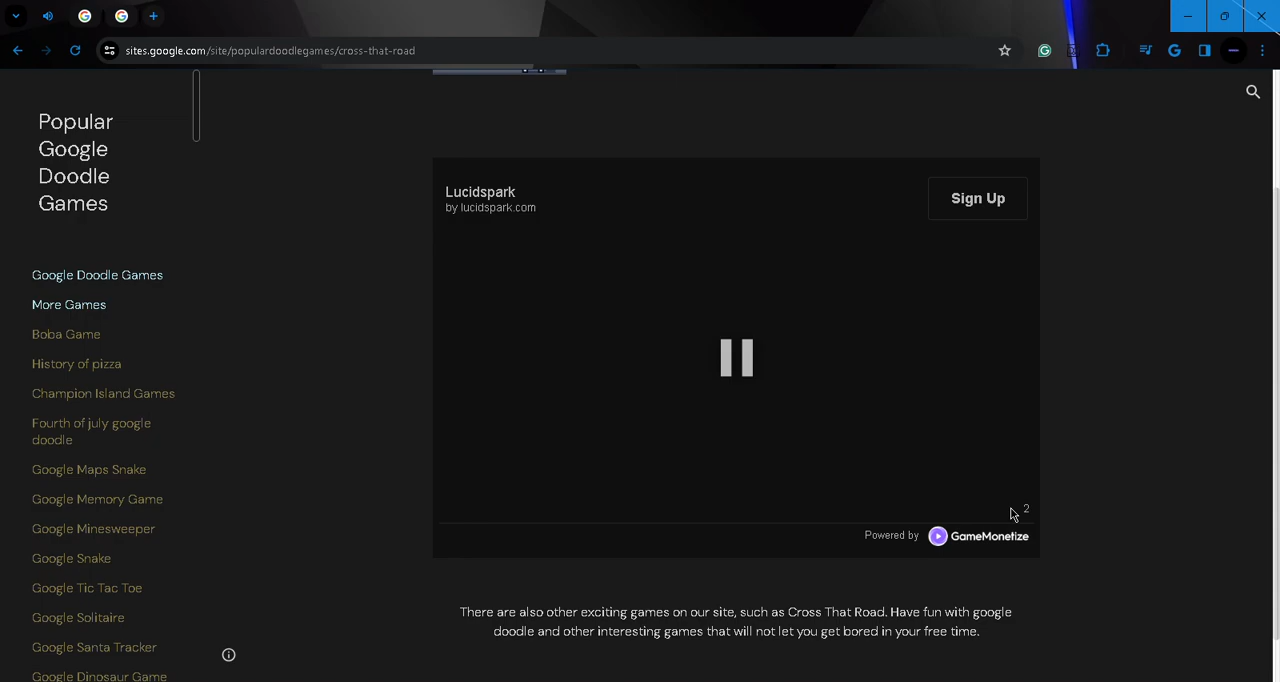 sites.google.com/site/populardoodlegames/cross-that-road
Popular
Google
Doodle
Games
Google Doodle Games
More Games
Boba Game
History of pizza
Champion Island Games
Fourth of july google
doodle
Google Maps Snake
Google Memory Game
Google Minesweeper
Google Snake
Google Tic Tac Toe
Google Solitaire
Google Santa Tracker
Google Dinosaur Game
Lucidspark
by lucidspark.com
Sign Up
2
Powered by GameMonetize
There are also other exciting games on our site, such as Cross That Road. Have fun with google
doodle and other interesting games that will not let you get bored in your free time.